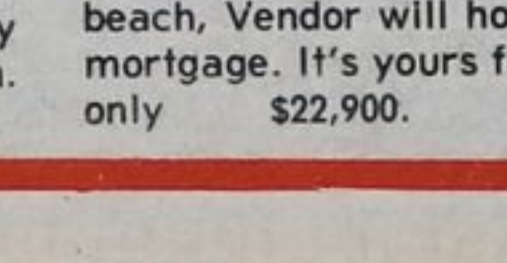 y
beach, Vendor will ho
mortgage. It's yours f
only $22,900.